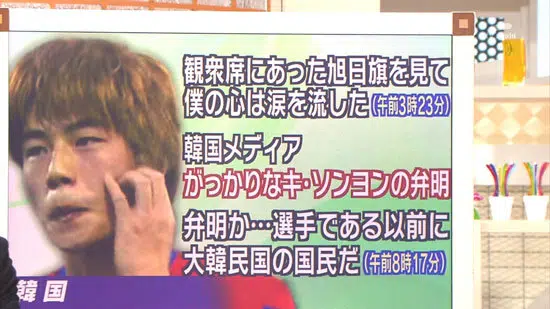 観衆席にあった旭日旗を見て
僕の心は涙を流した(午前3時23分)
韓国メディア
がっかりなキ・ソンヨンの弁明
弁明か…選手である以前に
大韓民国の国民だ(午前8時17分)
韓国